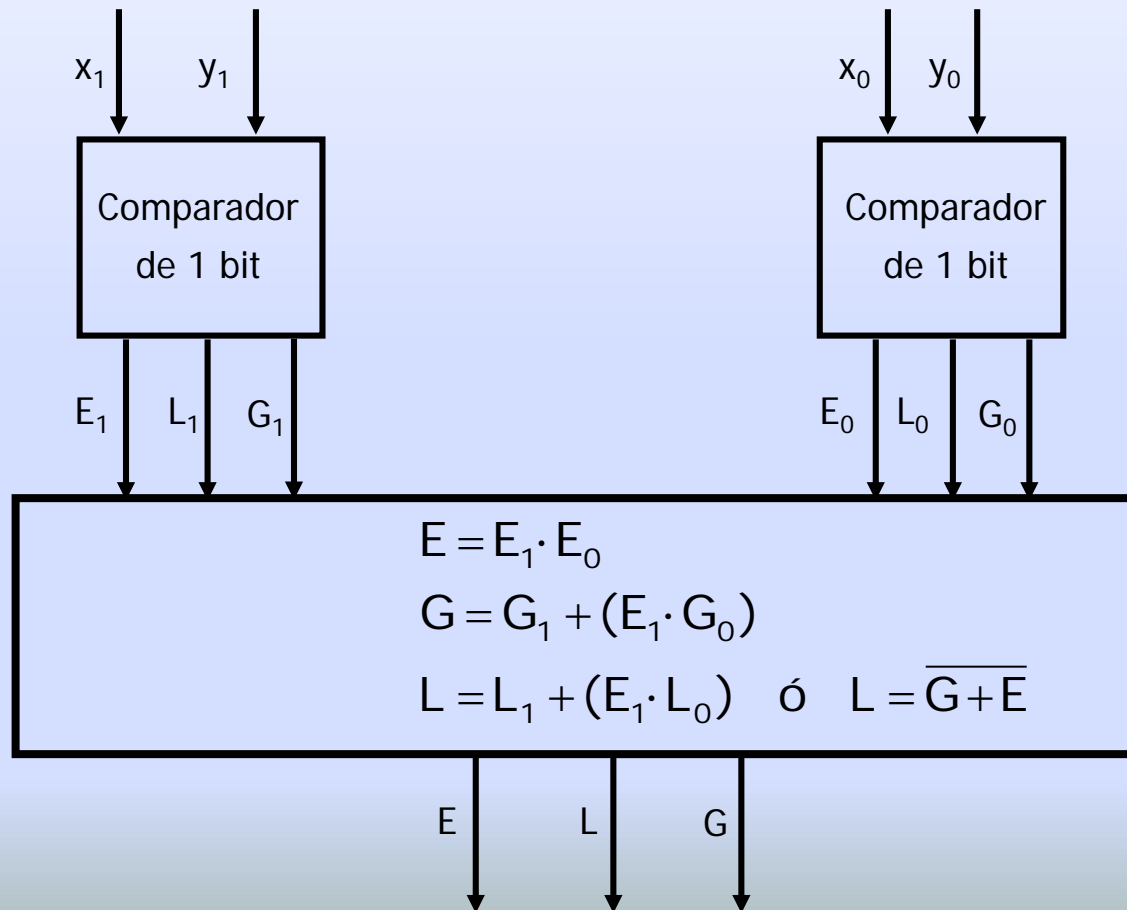 x₁ y₁ x₀ y₀
Comparador
de 1 bit
Comparador
de 1 bit
E₁ L₁ G₁ E₀ L₀ G₀
E = E₁· E₀
G = G₁ + (E₁· G₀)
L = L₁ + (E₁· L₀) ó L = \overline{G + E}
E L G